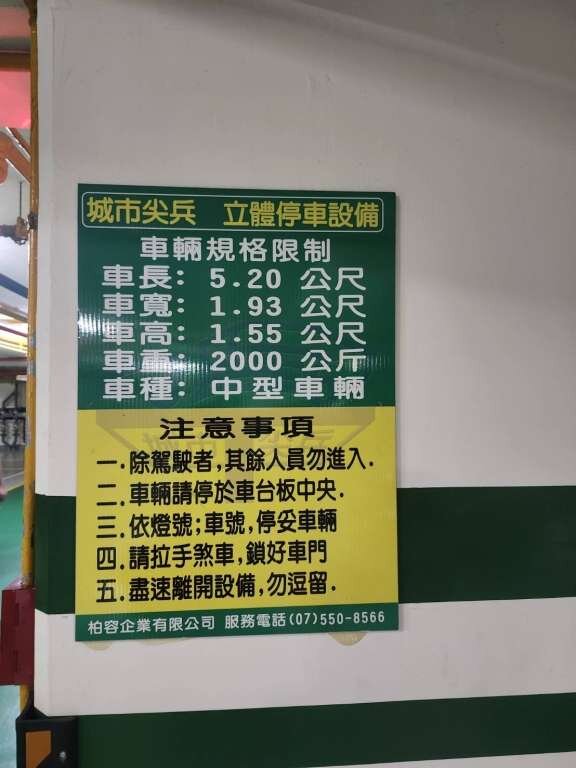 城市尖兵 立體停車設備
車輛規格限制
車長: 5.20 公尺
車寬: 1.93 公尺
車高: 1.55 公尺
車重: 2000 公斤
車種: 中型車輛
注意事項
一.除駕駛者,其餘人員勿進入.
二.車輛請停於車台板中央.
三.依燈號;車號,停妥車輛
四.請拉手煞車,鎖好車門
五.盡速離開設備,勿逗留.
柏容企業有限公司 服務電話(07)550-8566